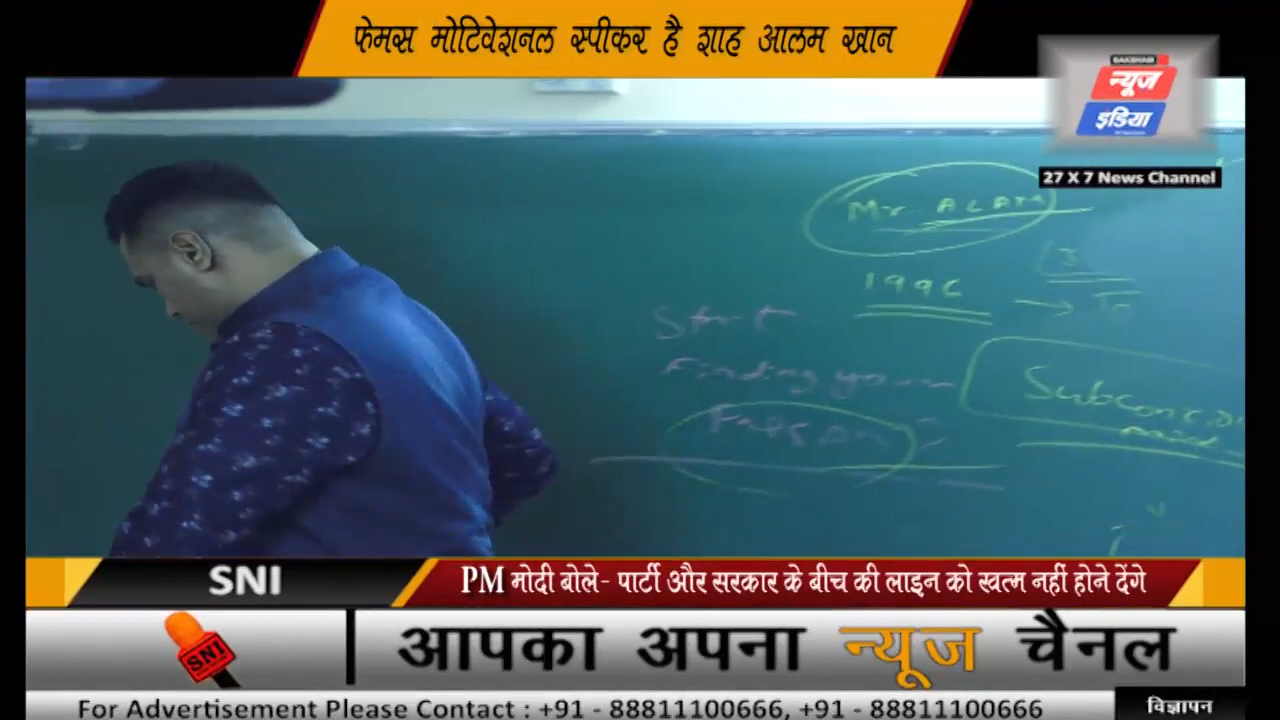 फेमस मोटिवेशनल स्पीकर है शाह आलम खान
न्यूज
इंडिया
27 X 7 News Channel
Mr. ALAM
1996
Start
Finding your
SNI
PM मोदी बोले- पार्टी और सरकार के बीच की लाइन को खत्म नहीं होने देंगे
SNI
आपका अपना न्यूज चैनल
For Advertisement Please Contact : +91 - 88811100666, +91 - 88811100666
विज्ञापन